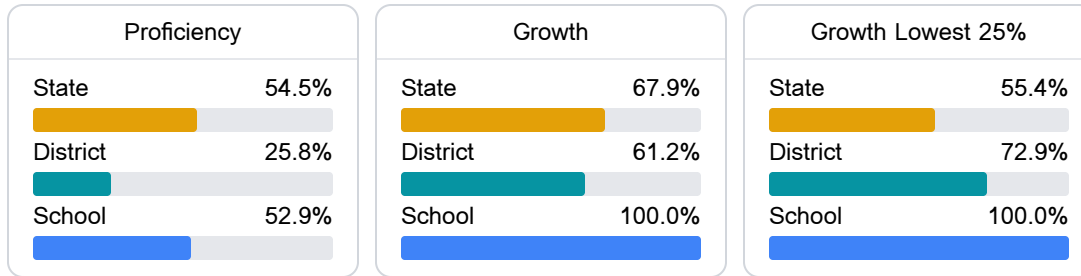 Proficiency
State 54.5%
District 25.8%
School 52.9%
Growth
State 67.9%
District 61.2%
School 100.0%
Growth Lowest 25%
State 55.4%
District 72.9%
School 100.0%